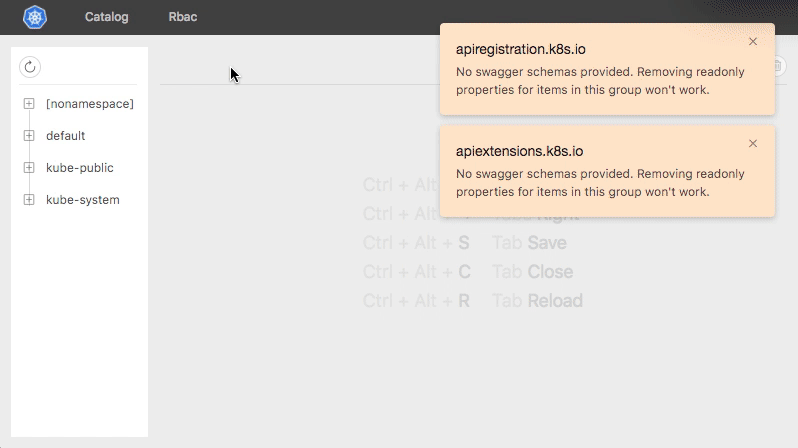 Catalog Rbac
apiregistration.k8s.io
No swagger schemas provided. Removing readonly
properties for items in this group won't work.
apiextensions.k8s.io
No swagger schemas provided. Removing readonly
properties for items in this group won't work.
[nonamespace]
default
kube-public
kube-system
Ctrl + Alt
Ctrl + Alt Right
Ctrl + Alt + S Tab Save
Ctrl + Alt + C Tab Close
Ctrl + Alt + R Tab Reload